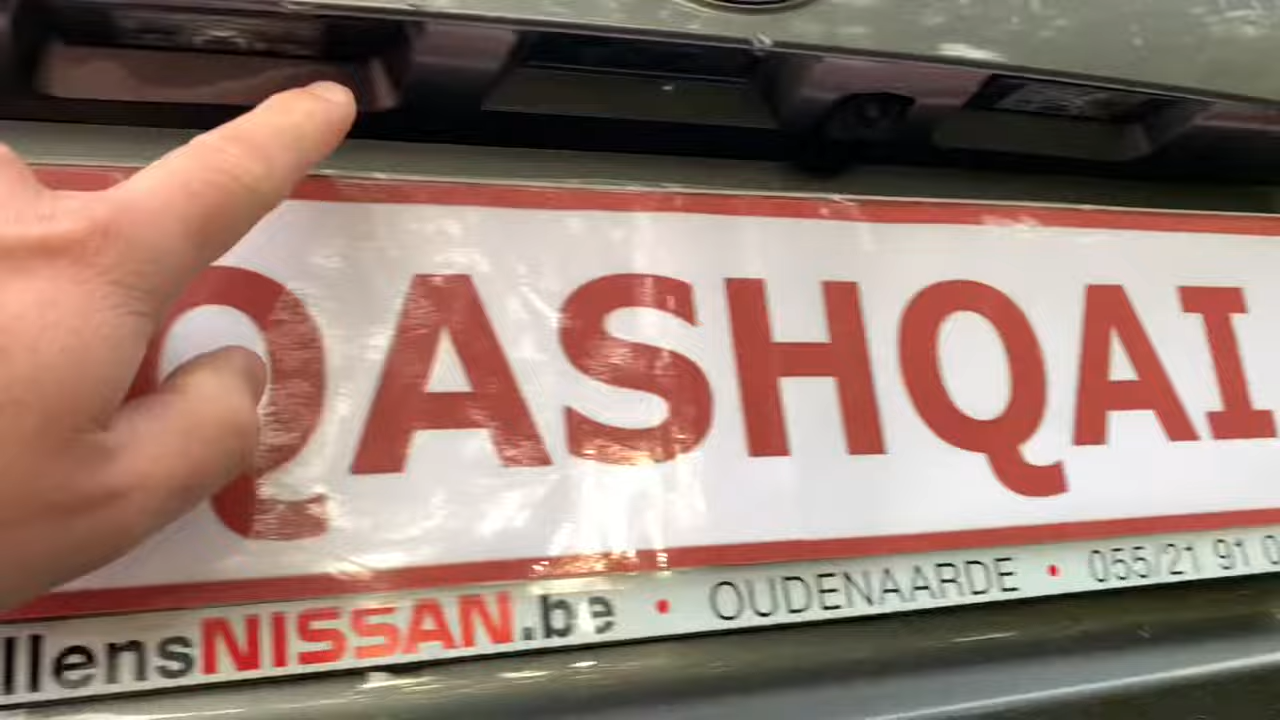 QASHQAI
llensNISSAN.be • OUDENAARDE • 055/21 91 0